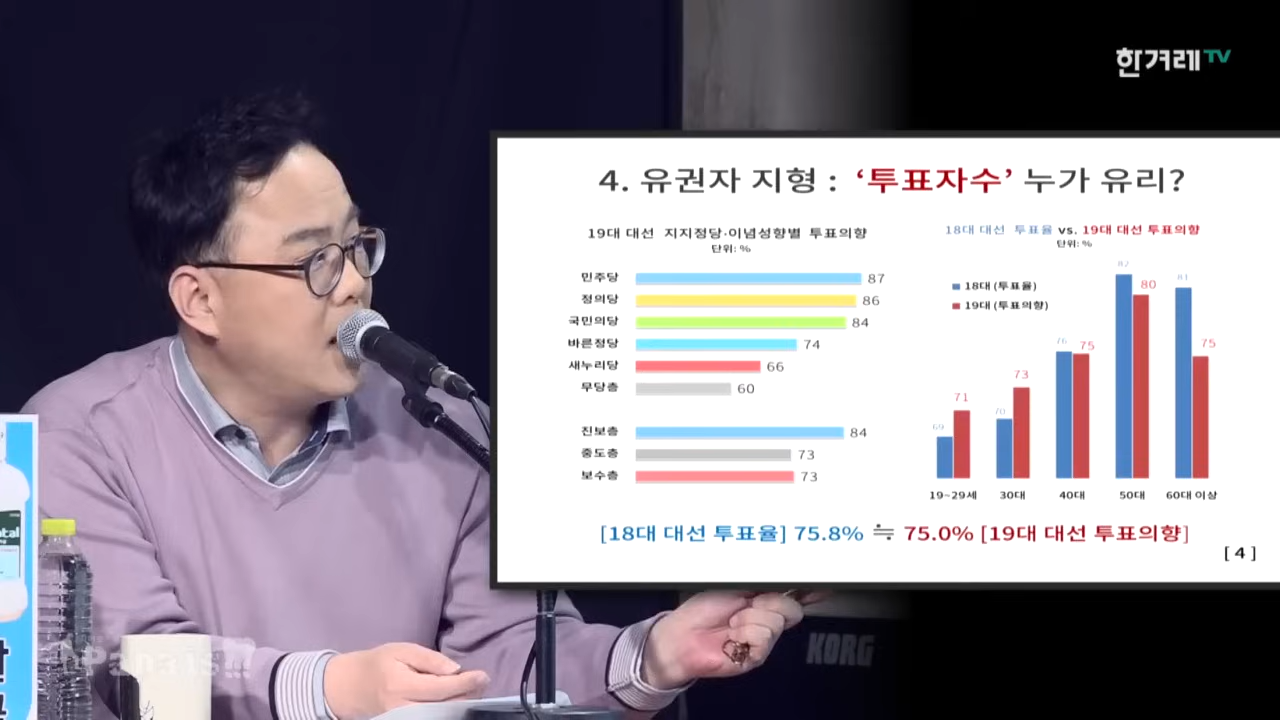 한겨레TV
4. 유권자 지형 : ‘투표자수’ 누가 유리?
19대 대선 지지정당·이념성향별 투표의향
단위: %
민주당 87
정의당 86
국민의당 84
바른정당 74
새누리당 66
무당층 60
진보층 84
중도층 73
보수층 73
18대 대선 투표율 vs. 19대 대선 투표의향
단위: %
18대 (투표율)
19대 (투표의향)
69 71 70 73 76 75 82 80 81 75
19~29세 30대 40대 50대 60대 이상
[18대 대선 투표율] 75.8% ≒ 75.0% [19대 대선 투표의향]
[ 4 ]
KORG